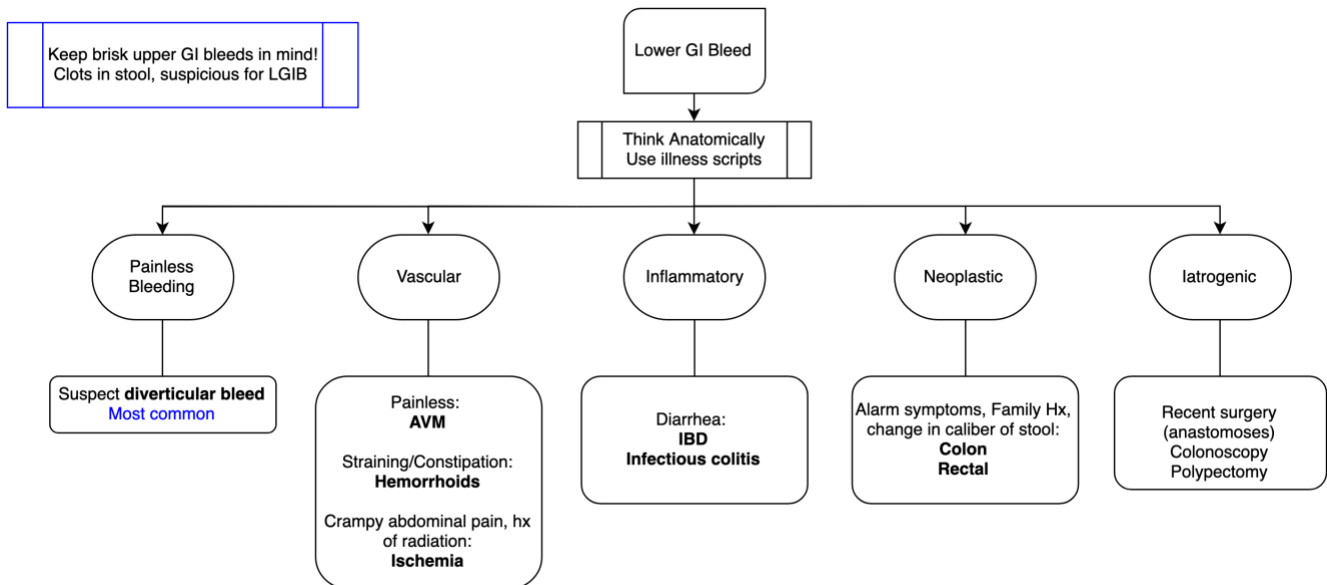 Keep brisk upper GI bleeds in mind!
Clots in stool, suspicious for LGIB
Lower GI Bleed
Think Anatomically
Use illness scripts
Painless
Bleeding
Vascular
Inflammatory
Neoplastic
Iatrogenic
Suspect diverticular bleed
Most common
Painless:
AVM
Straining/Constipation:
Hemorrhoids
Crampy abdominal pain, hx
of radiation:
Ischemia
Diarrhea:
IBD
Infectious colitis
Alarm symptoms, Family Hx,
change in caliber of stool:
Colon
Rectal
Recent surgery
(anastomoses)
Colonoscopy
Polypectomy